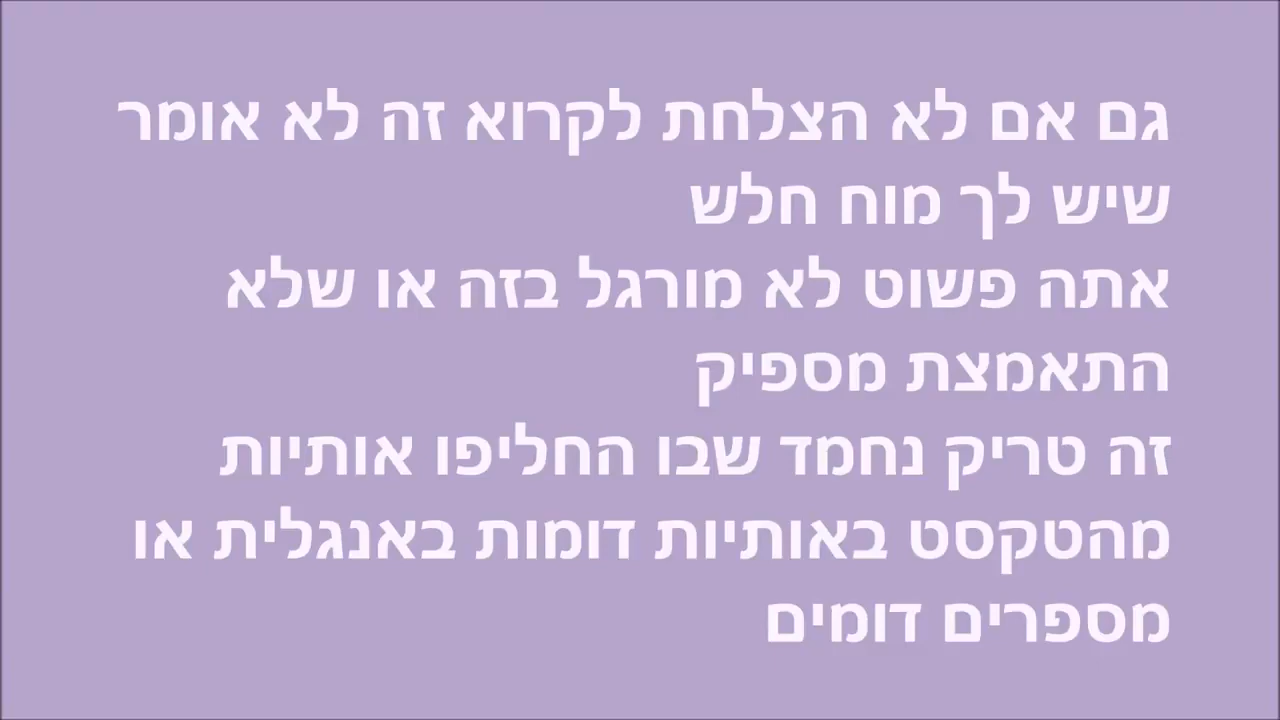 גם אם לא הצלחת לקרוא זה לא אומר
שיש לך מוח חלש
אתה פשוט לא מורגל בזה או שלא
התאמצת מספיק
זה טריק נחמד שבו החליפו אותיות
מהטקסט באותיות דומות באנגלית או
מספרים דומים